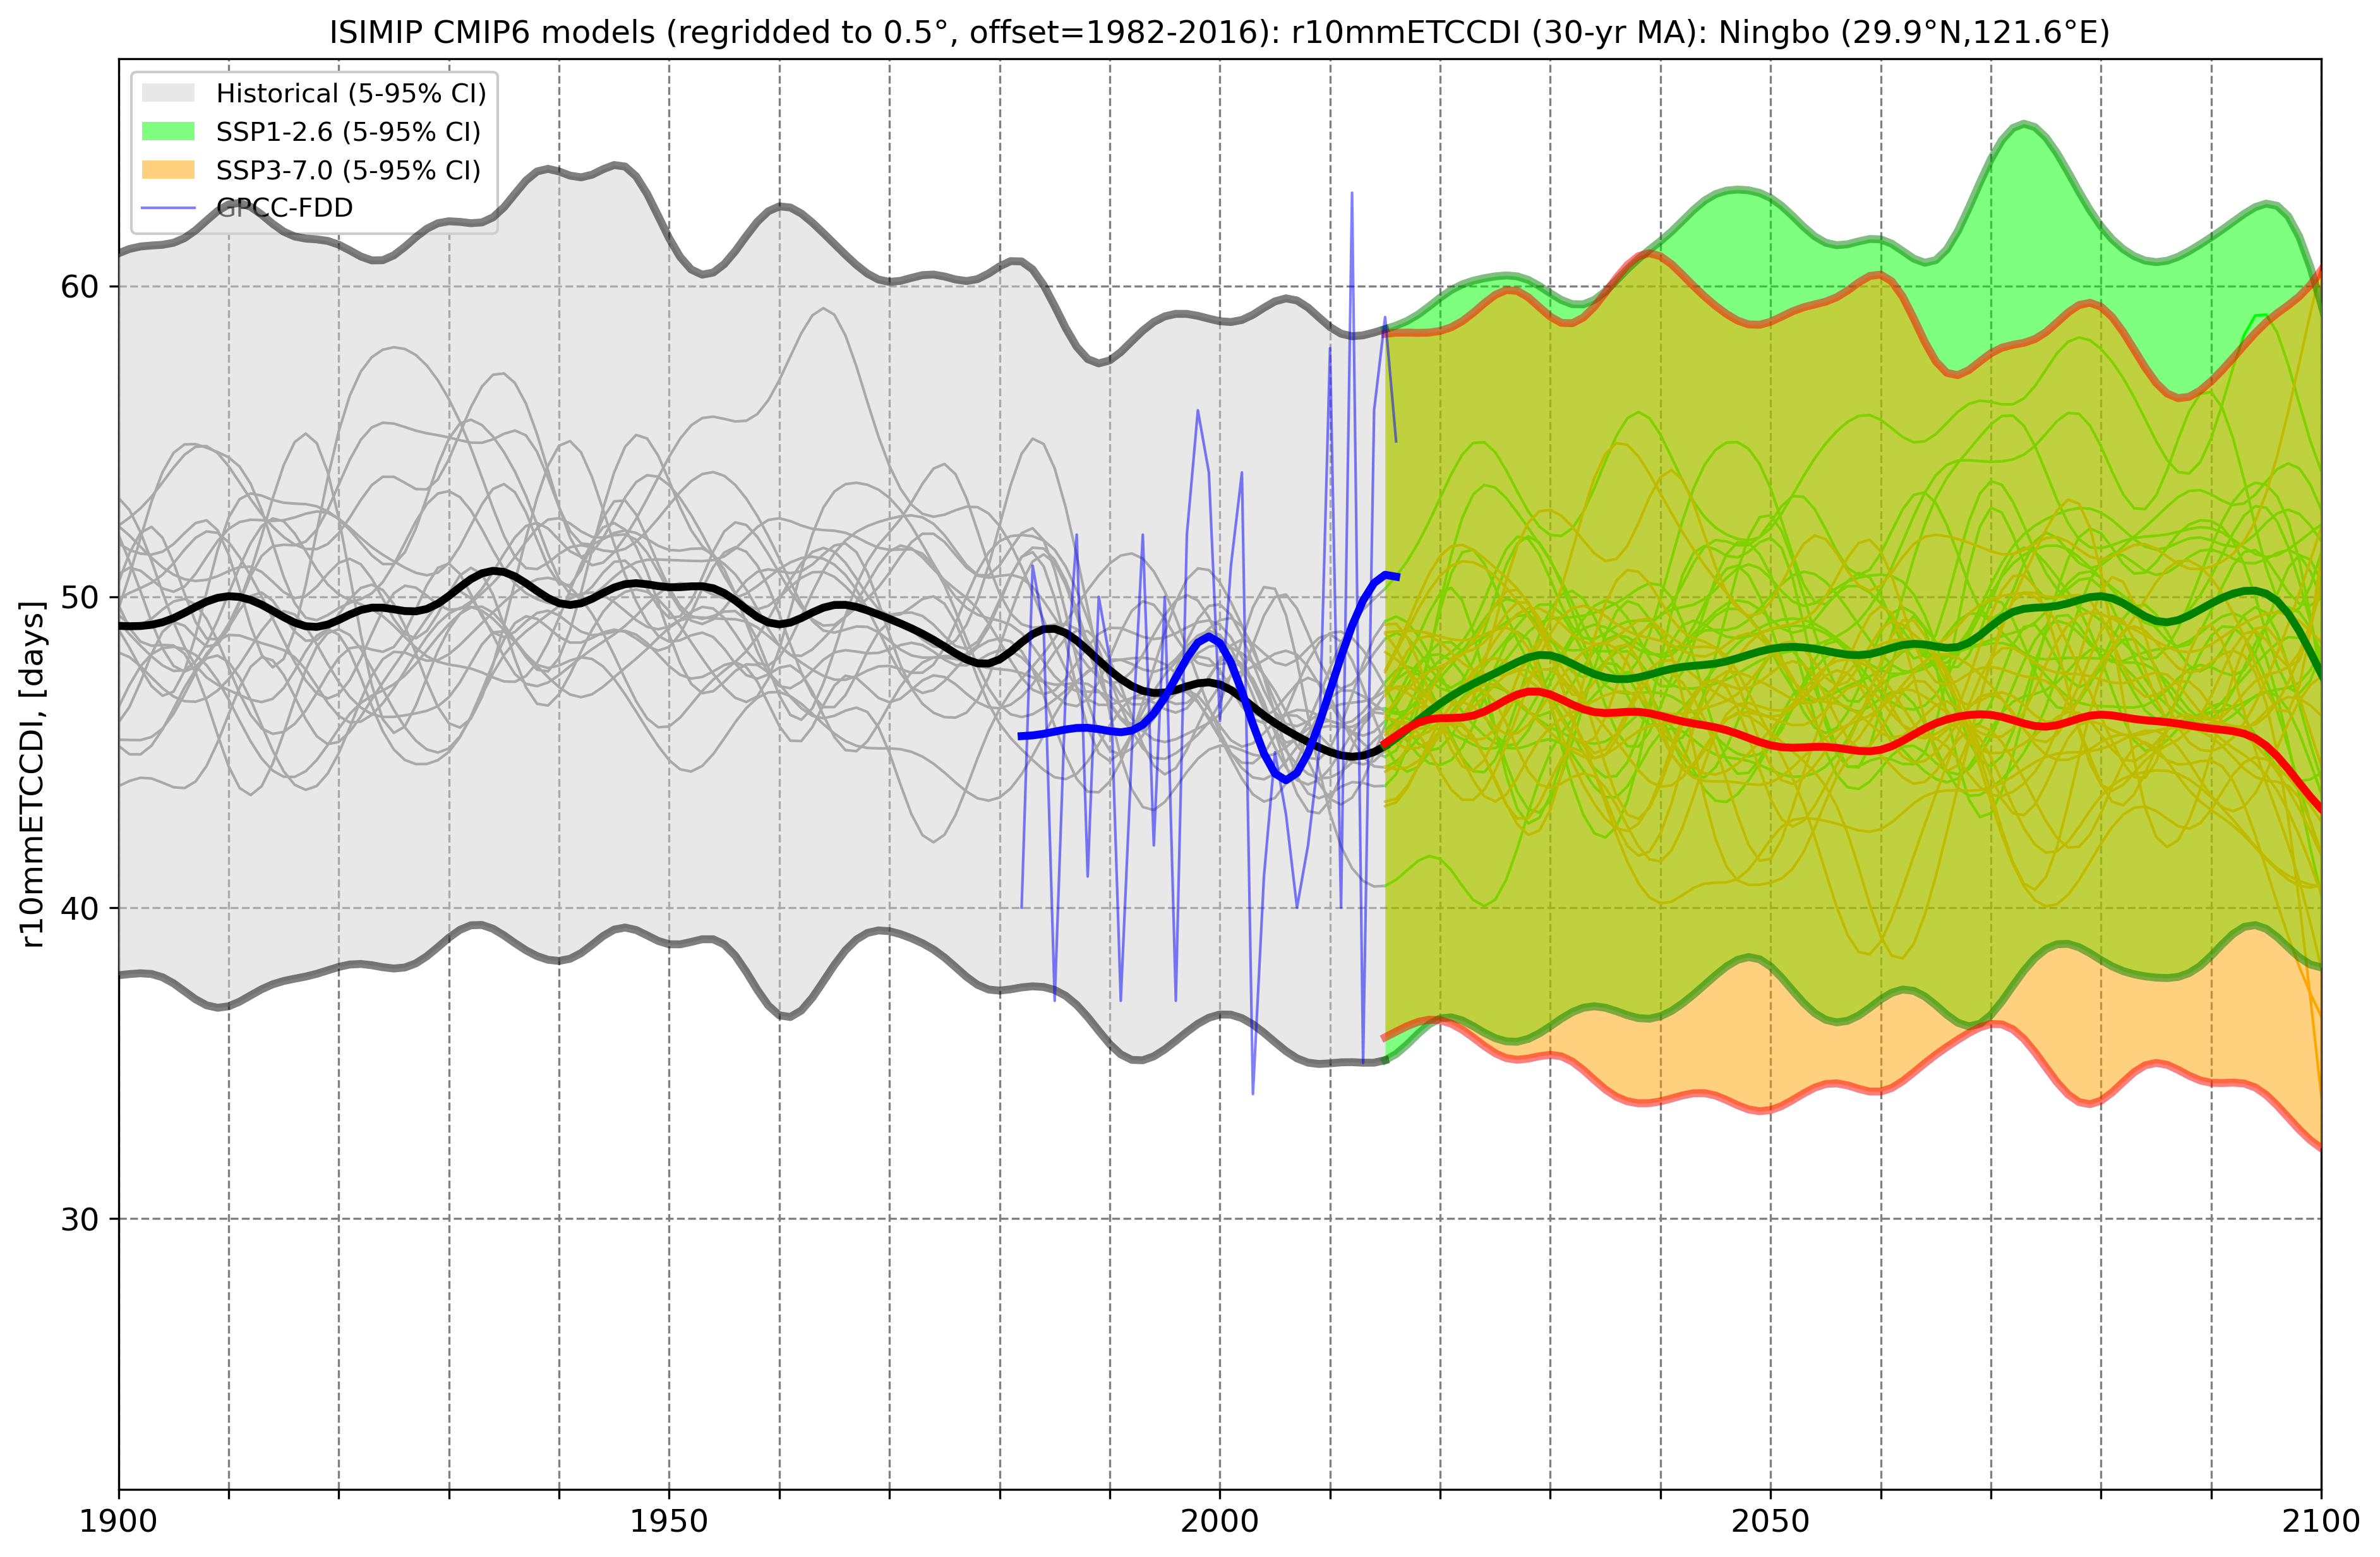 ISIMIP CMIP6 models (regridded to 0.5°, offset=1982-2016): r10mmETCCDI (30-yr MA): Ningbo (29.9°N,121.6°E)
Historical (5-95% CI)
SSP1-2.6 (5-95% CI)
SSP3-7.0 (5-95% CI)
GPCC-FDD
r10mmETCCDI, [days]
60
50
40
30
1900
1950
2000
2050
2100